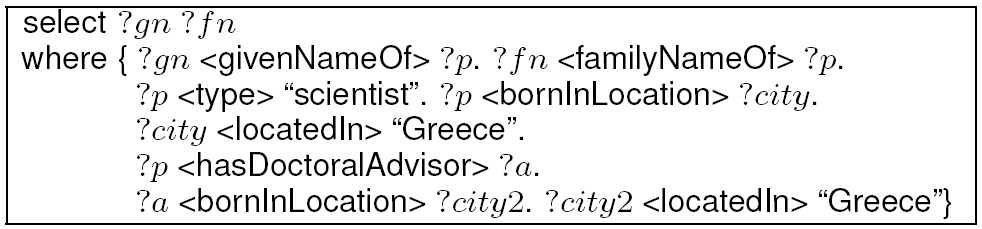 select ?gn ?fn
where { ?gn <givenNameOf> ?p. ?fn <familyNameOf> ?p.
?p <type> “scientist”. ?p <bornInLocation> ?city.
?city <locatedIn> “Greece”.
?p <hasDoctoralAdvisor> ?a.
?a <bornInLocation> ?city2. ?city2 <locatedIn> “Greece”}